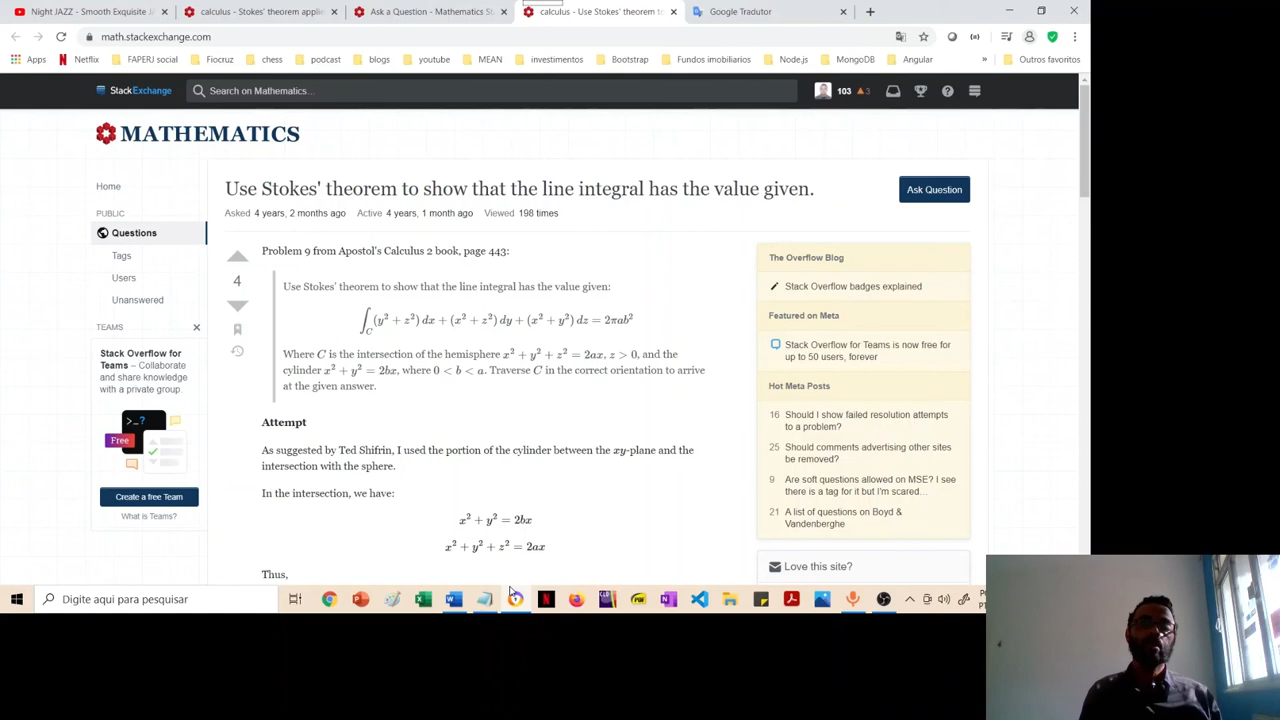 Night JAZZ - Smooth Exquisite JA
calculus - Stokes' theorem applie
Ask a Question - Mathematics St
calculus - Use Stokes' theorem to
Google Tradutor
math.stackexchange.com
Apps Netflix FAPERJ social Fiocruz chess podcast blogs youtube MEAN investimentos Bootstrap Fundos imobiliarios Node.js MongoDB Angular » Outros favoritos
StackExchange Search on Mathematics... 103 ▲3
MATHEMATICS
Home
PUBLIC
Questions
Tags
Users
Unanswered
TEAMS
Stack Overflow for
Teams – Collaborate
and share knowledge
with a private group.
>_?
Free
Create a free Team
What is Teams?
Use Stokes' theorem to show that the line integral has the value given.
Ask Question
Asked 4 years, 2 months ago Active 4 years, 1 month ago Viewed 198 times
4
Problem 9 from Apostol's Calculus 2 book, page 443:
Use Stokes' theorem to show that the line integral has the value given:
∫_C (y² + z²) dx + (x² + z²) dy + (x² + y²) dz = 2πab²
Where C is the intersection of the hemisphere x² + y² + z² = 2ax, z > 0, and the
cylinder x² + y² = 2bx, where 0 < b < a. Traverse C in the correct orientation to arrive
at the given answer.
Attempt
As suggested by Ted Shifrin, I used the portion of the cylinder between the xy-plane and the
intersection with the sphere.
In the intersection, we have:
x² + y² = 2bx
x² + y² + z² = 2ax
Thus,
The Overflow Blog
Stack Overflow badges explained
Featured on Meta
Stack Overflow for Teams is now free for
up to 50 users, forever
Hot Meta Posts
16 Should I show failed resolution attempts
to a problem?
25 Should comments advertising other sites
be removed?
9 Are soft questions allowed on MSE? I see
there is a tag for it but I'm scared…
21 A list of questions on Boyd &
Vandenberghe
Love this site?
Digite aqui para pesquisar